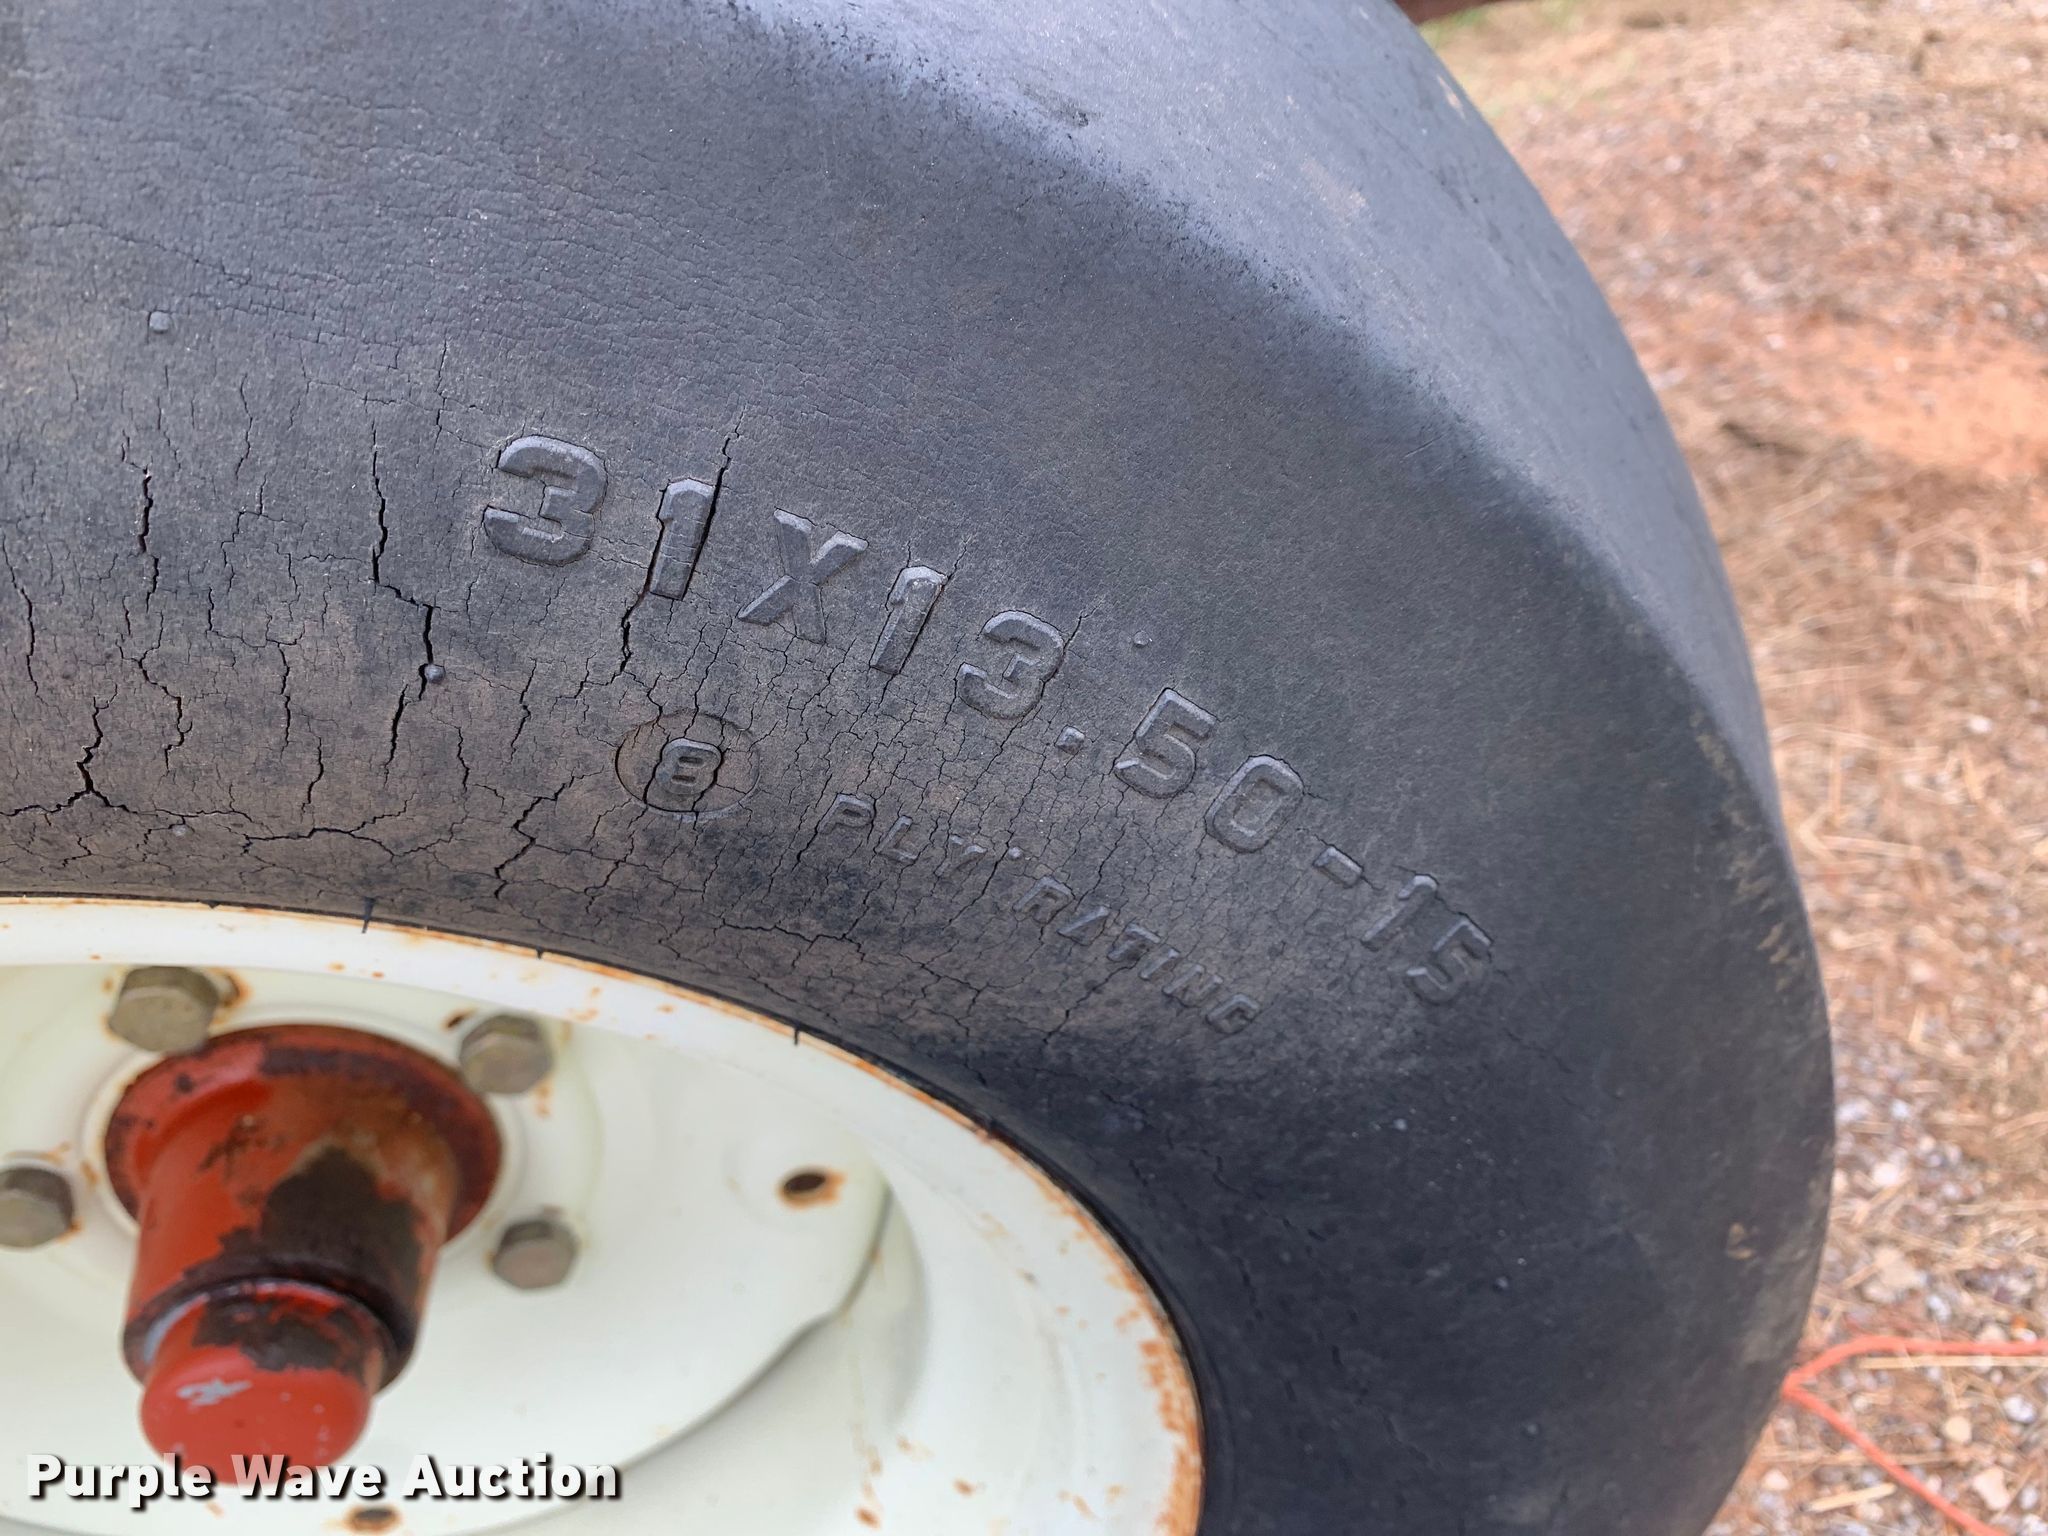 31X13.50-15
8 PLY RATING
Purple Wave Auction